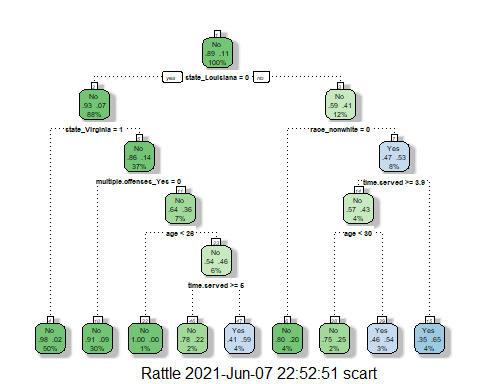 No
.89 .11
100%
yes state_Louisiana = 0 no
No
.93 .07
88%
No
.59 .41
12%
state_Virginia = 1
race_nonwhite = 0
No
.86 .14
37%
Yes
.47 .53
8%
multiple.offenses_Yes = 0
time.served >= 3.9
No
.64 .36
7%
No
.57 .43
4%
age < 26
age < 30
No
.54 .46
6%
time.served >= 5
No
.98 .02
50%
No
.91 .09
30%
No
1.00 .00
1%
No
.78 .22
2%
Yes
.41 .59
4%
No
.80 .20
4%
No
.75 .25
2%
Yes
.46 .54
3%
Yes
.35 .65
4%
Rattle 2021-Jun-07 22:52:51 scart